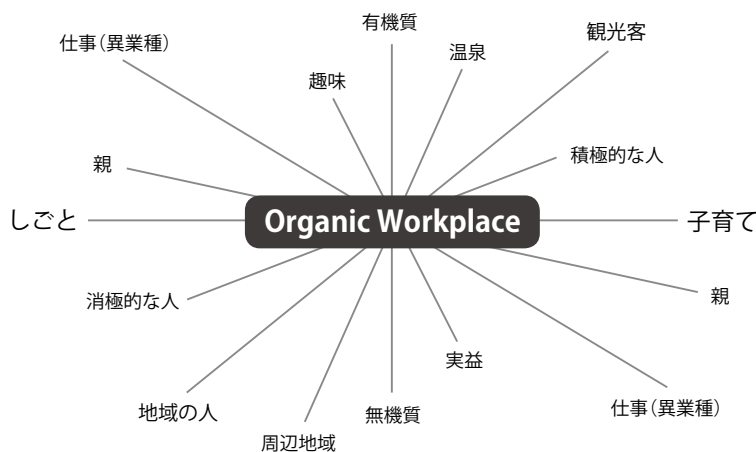 有機質
観光客
仕事（異業種）
温泉
趣味
積極的な人
親
しごと
Organic Workplace
子育て
親
消極的な人
実益
地域の人
無機質
仕事（異業種）
周辺地域